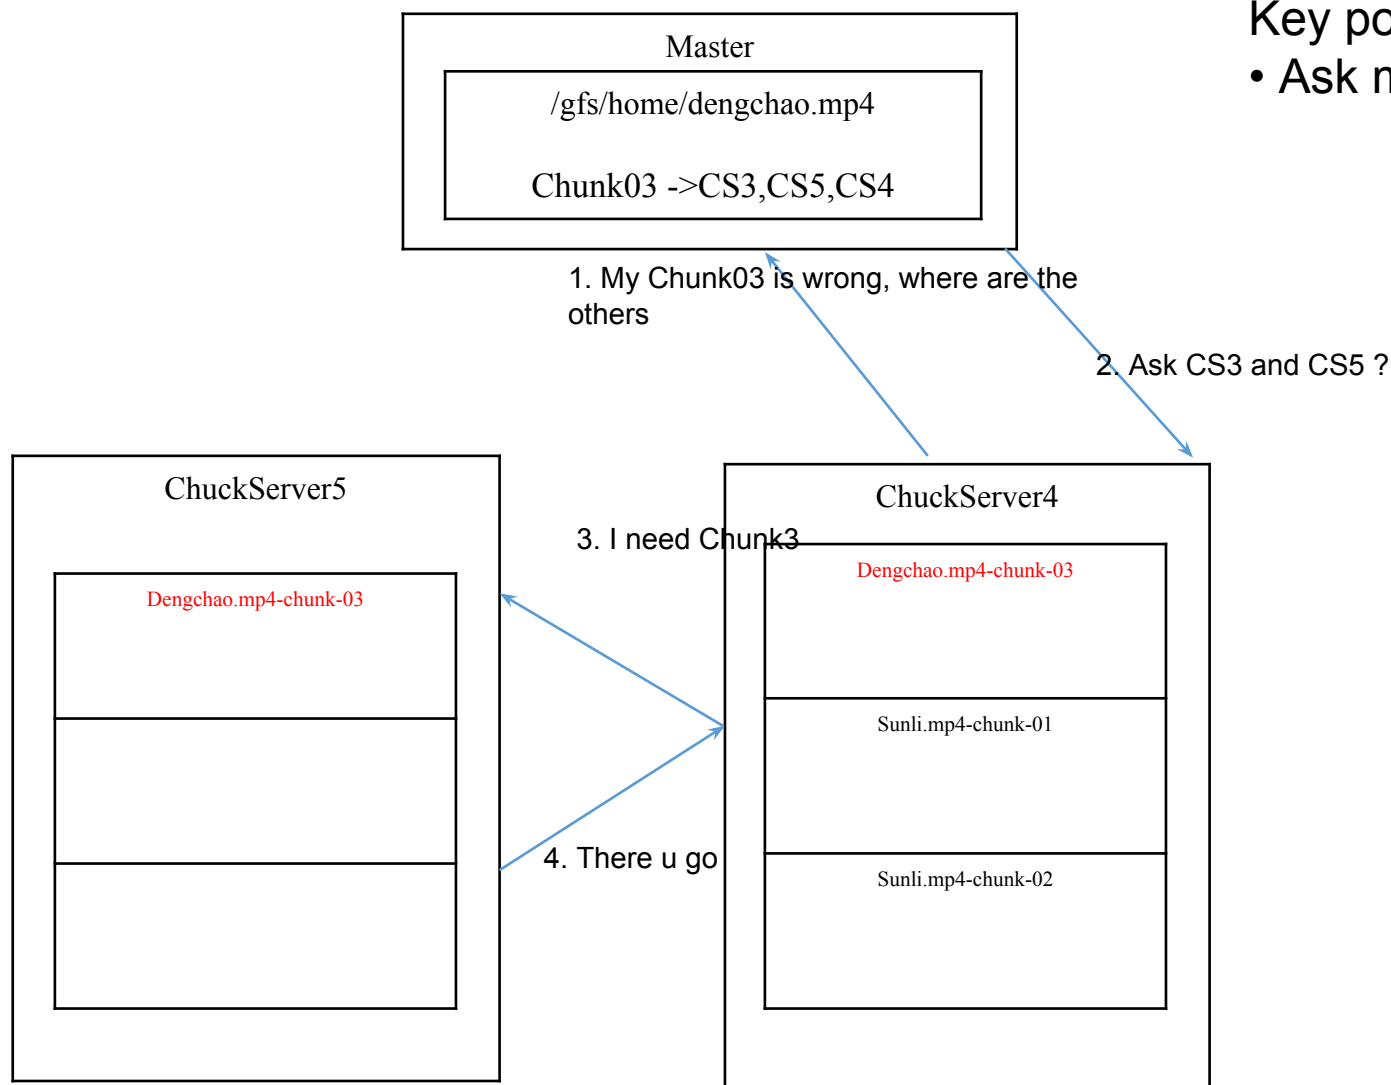 Key po
• Ask n
Master
/gfs/home/dengchao.mp4
Chunk03 ->CS3,CS5,CS4
1. My Chunk03 is wrong, where are the
others
2. Ask CS3 and CS5 ?
ChuckServer5
ChuckServer4
3. I need Chunk3
Dengchao.mp4-chunk-03
Dengchao.mp4-chunk-03
Sunli.mp4-chunk-01
4. There u go
Sunli.mp4-chunk-02